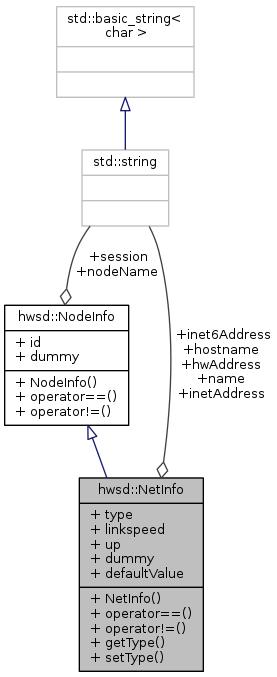 std::basic_string<
char >
std::string
+session
+nodeName
hwsd::NodeInfo
+ id
+ dummy
+ NodeInfo()
+ operator==()
+ operator!=()
+inet6Address
+hostname
+hwAddress
+name
+inetAddress
hwsd::NetInfo
+ type
+ linkspeed
+ up
+ dummy
+ defaultValue
+ NetInfo()
+ operator==()
+ operator!=()
+ getType()
+ setType()